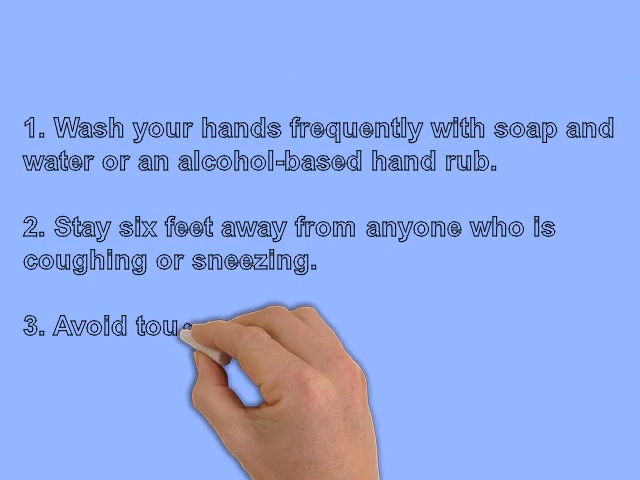 1. Wash your hands frequently with soap and
water or an alcohol-based hand rub.
2. Stay six feet away from anyone who is
coughing or sneezing.
3. Avoid tou